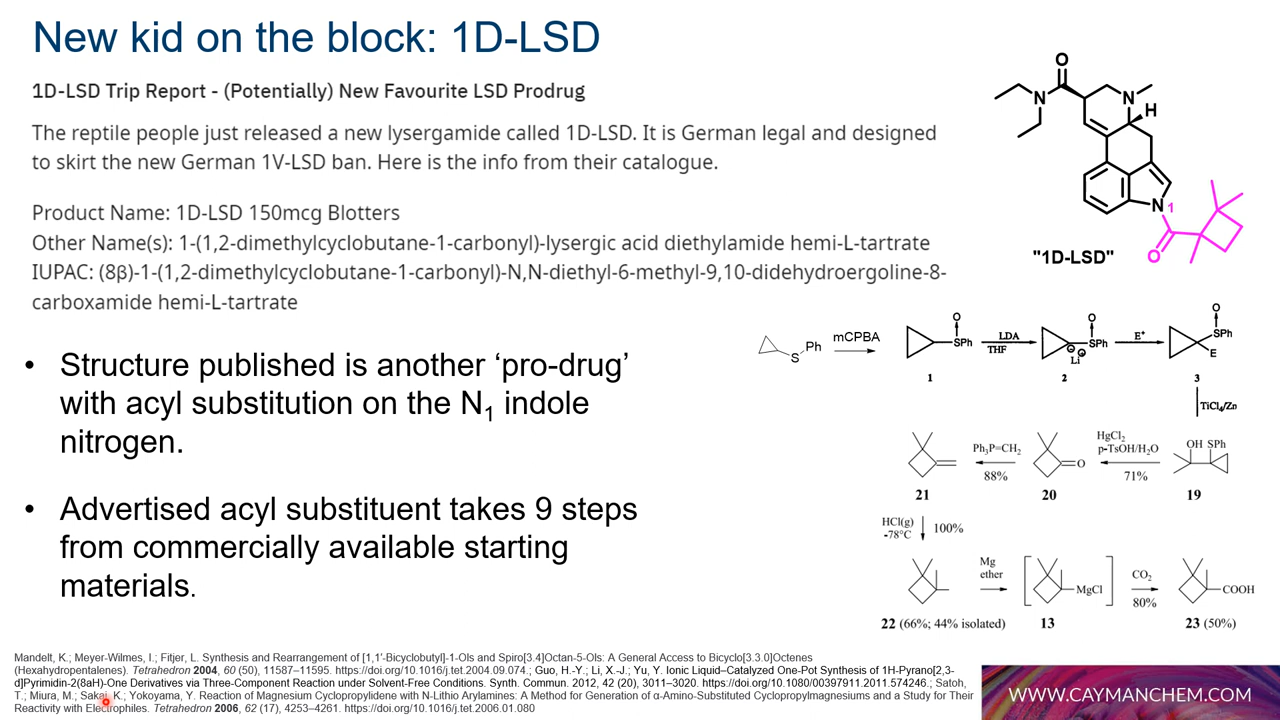 New kid on the block: 1D-LSD
1D-LSD Trip Report - (Potentially) New Favourite LSD Prodrug
The reptile people just released a new lysergamide called 1D-LSD. It is German legal and designed
to skirt the new German 1V-LSD ban. Here is the info from their catalogue.
Product Name: 1D-LSD 150mcg Blotters
Other Name(s): 1-(1,2-dimethylcyclobutane-1-carbonyl)-lysergic acid diethylamide hemi-L-tartrate
IUPAC: (8β)-1-(1,2-dimethylcyclobutane-1-carbonyl)-N,N-diethyl-6-methyl-9,10-didehydroergoline-8-
carboxamide hemi-L-tartrate
O
N
N
H
N
1
O
"1D-LSD"
• Structure published is another ‘pro-drug’
with acyl substitution on the N1 indole
nitrogen.
• Advertised acyl substituent takes 9 steps
from commercially available starting
materials.
S
Ph
mCPBA
O
SPh
1
LDA
THF
O
SPh
⊖
⊕
Li
2
E⁺
O
SPh
E
3
TiCl₄/Zn
OH SPh
19
HgCl₂
p-TsOH/H₂O
71%
O
20
Ph₃P=CH₂
88%
21
HCl(g)
-78°C
100%
22 (66%; 44% isolated)
Mg
ether
MgCl
13
CO₂
80%
COOH
23 (50%)
Mandelt, K.; Meyer-Wilmes, I.; Fitjer, L. Synthesis and Rearrangement of [1,1′-Bicyclobutyl]-1-Ols and Spiro[3.4]Octan-5-Ols: A General Access to Bicyclo[3.3.0]Octenes
(Hexahydropentalenes). Tetrahedron 2004, 60 (50), 11587–11595. https://doi.org/10.1016/j.tet.2004.09.074.; Guo, H.-Y.; Li, X.-J.; Yu, Y. Ionic Liquid–Catalyzed One-Pot Synthesis of 1H-Pyrano[2,3-
d]Pyrimidin-2(8aH)-One Derivatives via Three-Component Reaction under Solvent-Free Conditions. Synth. Commun. 2012, 42 (20), 3011–3020. https://doi.org/10.1080/00397911.2011.574246.; Satoh,
T.; Miura, M.; Sakai, K.; Yokoyama, Y. Reaction of Magnesium Cyclopropylidene with N-Lithio Arylamines: A Method for Generation of α-Amino-Substituted Cyclopropylmagnesiums and a Study for Their
Reactivity with Electrophiles. Tetrahedron 2006, 62 (17), 4253–4261. https://doi.org/10.1016/j.tet.2006.01.080
WWW.CAYMANCHEM.COM